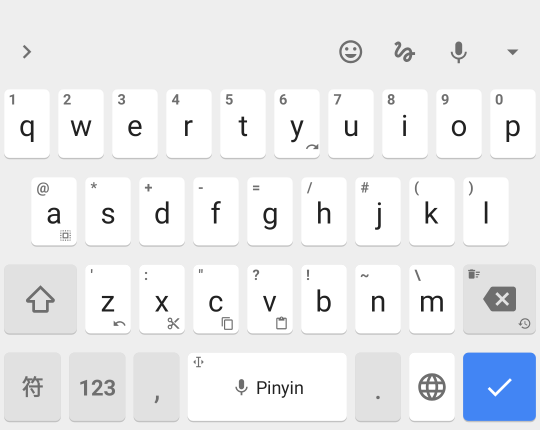 1 2 3 4 5 6 7 8 9 0
q w e r t y u i o p
@ * + - = / # ( )
a s d f g h j k l
' : " ? ! ~ \
z x c v b n m
符 123 , Pinyin .